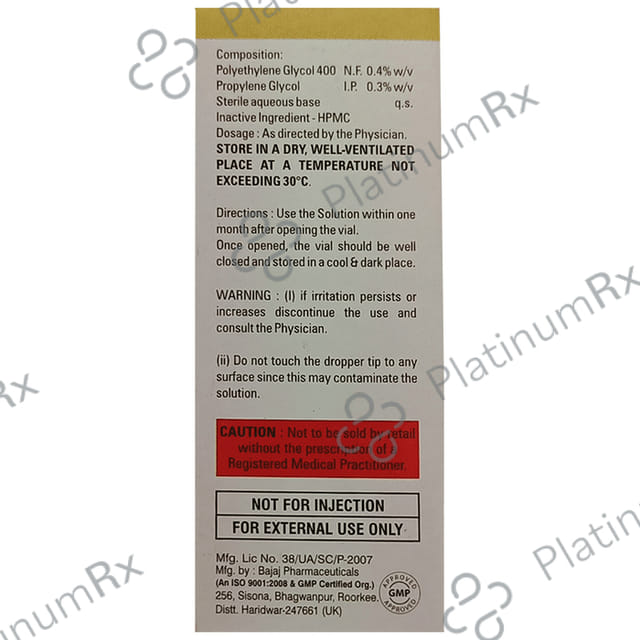 Composition:
Polyethylene Glycol 400 N.F. 0.4% w/v
Propylene Glycol I.P. 0.3% w/v
Sterile aqueous base q.s.
Inactive Ingredient - HPMC
Dosage : As directed by the Physician.
STORE IN A DRY, WELL-VENTILATED
PLACE AT A TEMPERATURE NOT
EXCEEDING 30°C.
Directions : Use the Solution within one
month after opening the vial.
Once opened, the vial should be well
closed and stored in a cool & dark place.
WARNING : (I) if irritation persists or
increases discontinue the use and
consult the Physician.
(ii) Do not touch the dropper tip to any
surface since this may contaminate the
solution.
CAUTION : Not to be sold by retail
without the prescription of
Registered Medical Practitioner.
NOT FOR INJECTION
FOR EXTERNAL USE ONLY
Mfg. Lic No. 38/UA/SC/P-2007
Mfg. by : Bajaj Pharmaceuticals
(An ISO 9001:2008 & GMP Certified Org.)
256, Sisona, Bhagwanpur, Roorkee.
Distt. Haridwar-247661 (UK)
APPROVED
GMP
APPROVED
PlatinumRx
PlatinumRx
PlatinumRx
PlatinumRx
Rx
PlatinumRx
inumRx